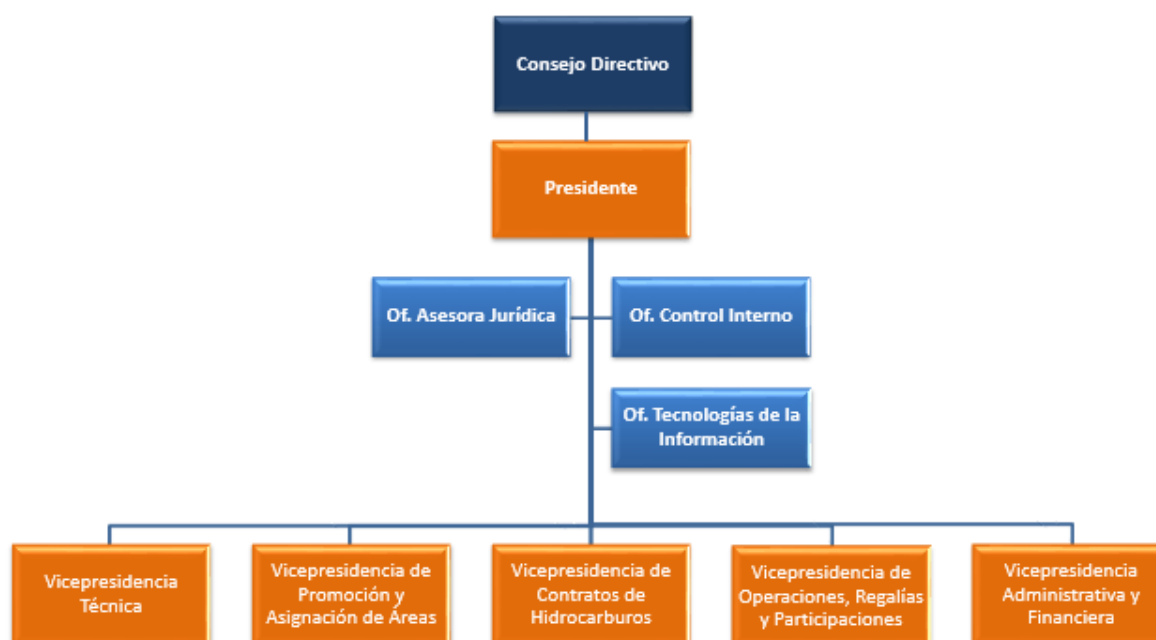 Consejo Directivo
Presidente
Of. Asesora Jurídica
Of. Control Interno
Of. Tecnologías de la
Información
Vicepresidencia
Técnica
Vicepresidencia de
Promoción y
Asignación de Áreas
Vicepresidencia de
Contratos de
Hidrocarburos
Vicepresidencia de
Operaciones, Regalías
y Participaciones
Vicepresidencia
Administrativa y
Financiera